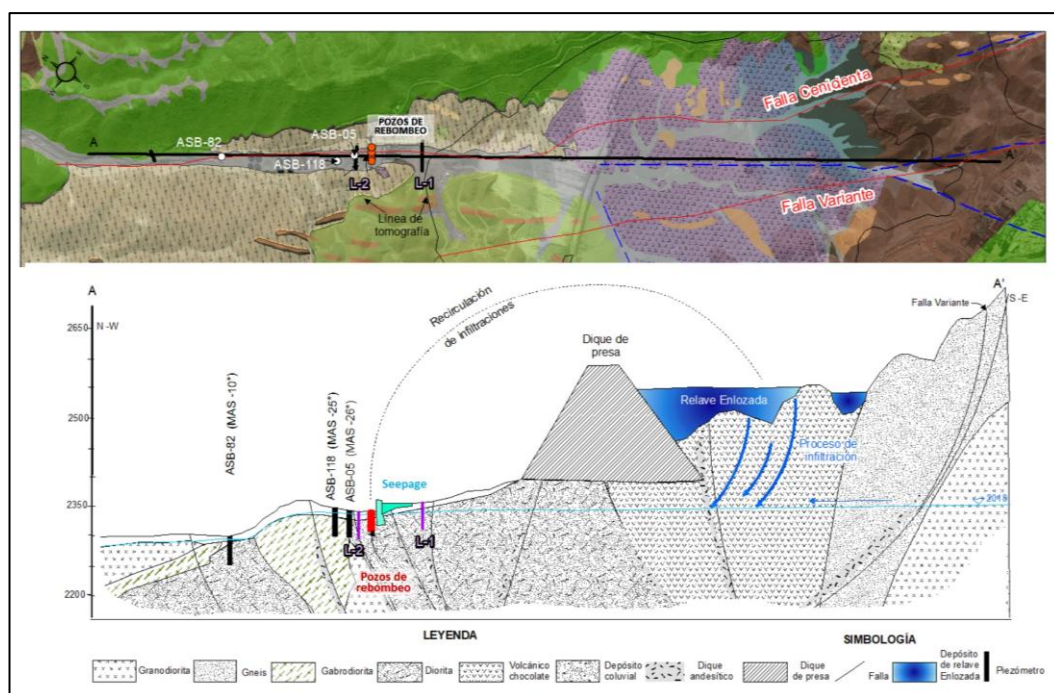 Falla Cenicienta
POZOS DE
REBOMBEO
A
ASB-82
ASB-05
ASB-118
A'
L-2
L-1
Línea de
tomografía
Falla Variante
A
A'
N -W
S -E
Falla Variante
Recirculación
de infiltraciones
Dique de
presa
2650
2500
2350
2200
Relave Enlozada
Proceso de
infiltración
ASB-82 (MAS -10°)
ASB-118 (MAS -25°)
ASB-05 (MAS -26°)
Seepage
L-2
L-1
Pozos de
rebombeo
LEYENDA
SIMBOLOGÍA
Granodiorita
Gneis
Gabrodiorita
Diorita
Volcánico
chocolate
Depósito
coluvial
Dique
andesítico
Dique
de presa
Falla
Depósito
de relave
Enlozada
Piezómetro